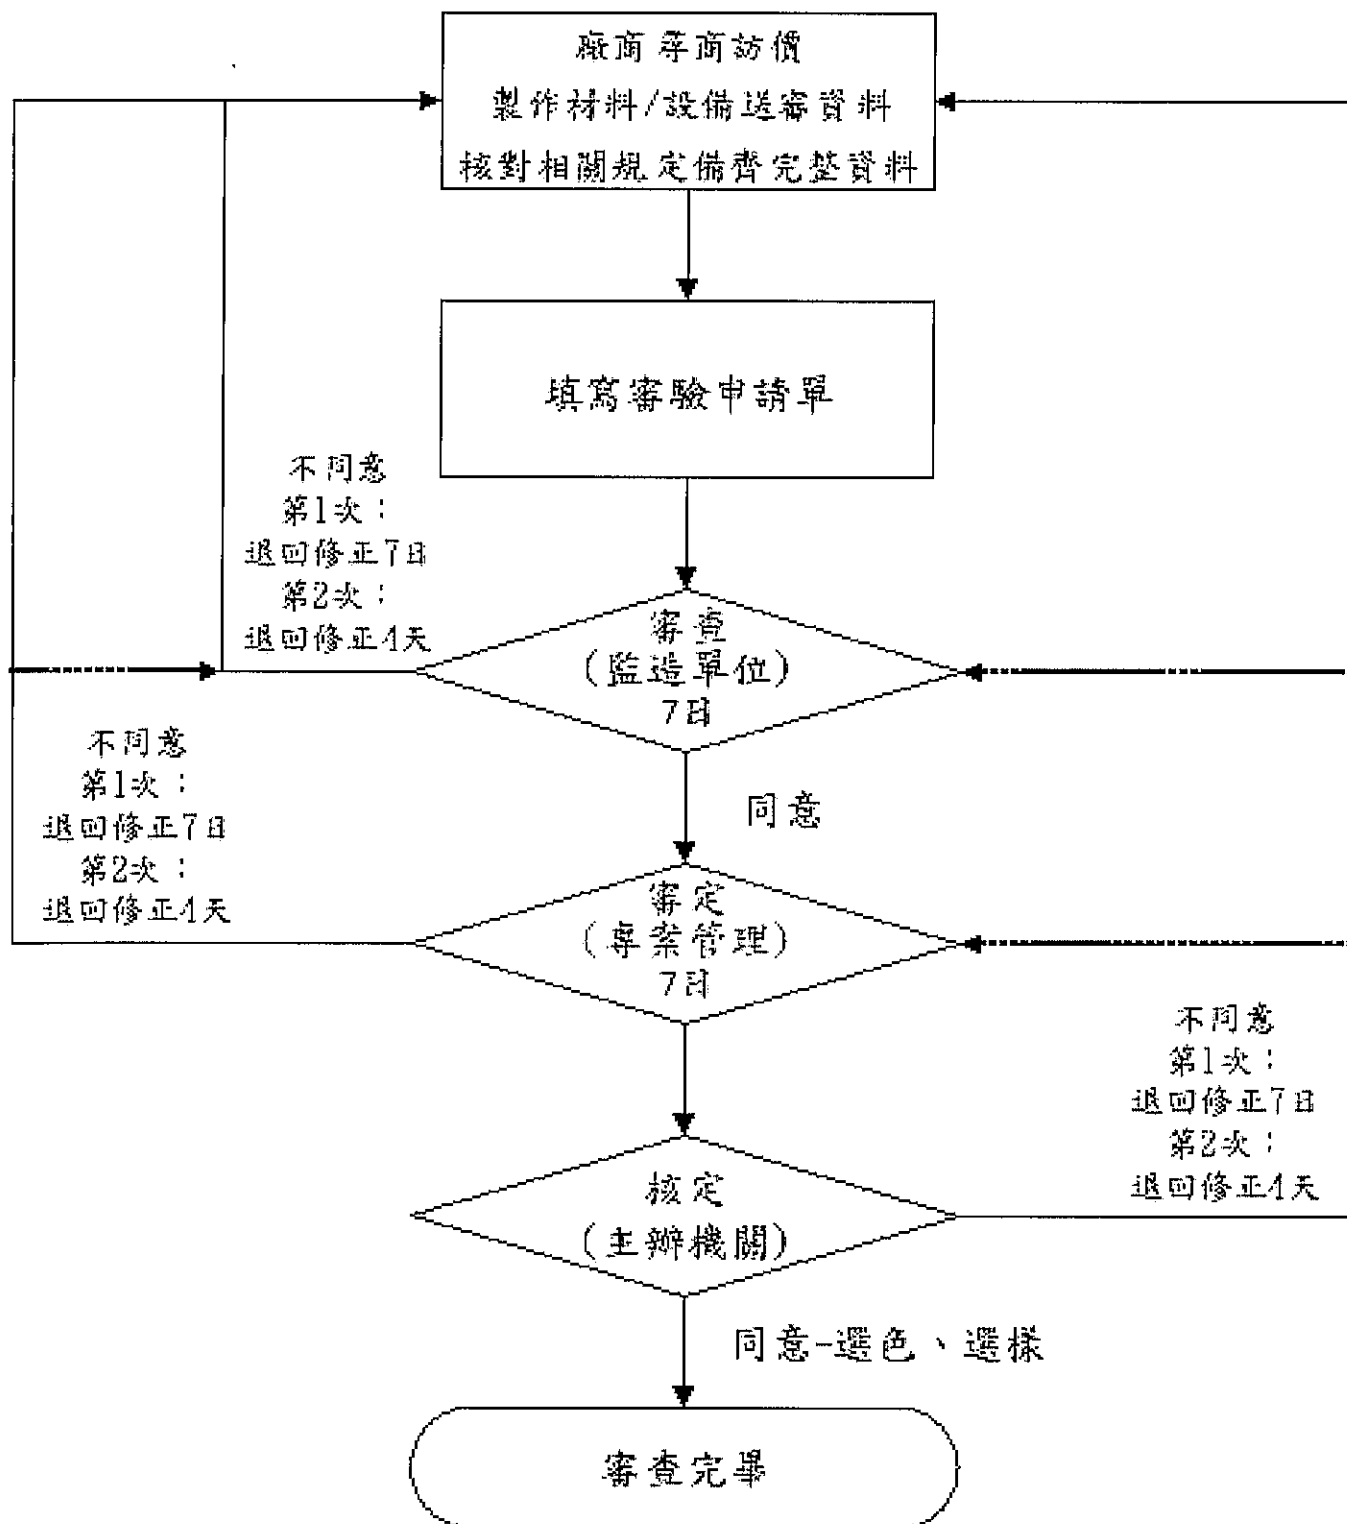 廠商尋商訪價
製作材料/設備送審資料
核對相關規定備齊完整資料
填寫審驗申請單
不同意
第1次：
退回修正7日
第2次：
退回修正4天
審查
(監造單位)
7日
不同意
第1次：
退回修正7日
第2次：
退回修正4天
同意
審定
(專案管理)
7日
不同意
第1次：
退回修正7日
第2次：
退回修正4天
核定
(主辦機關)
同意-選色、選樣
審查完畢